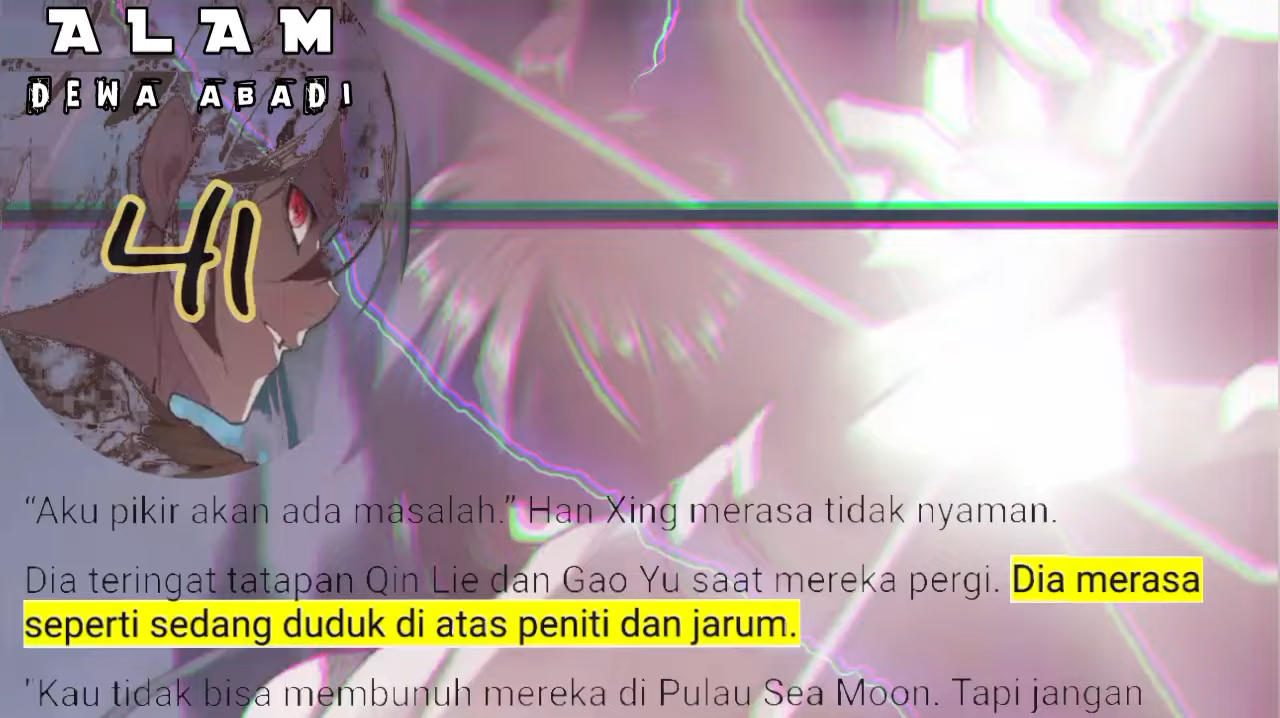 ALAM
DEWA ABADI
41
“Aku pikir akan ada masalah.” Han Xing merasa tidak nyaman.
Dia teringat tatapan Qin Lie dan Gao Yu saat mereka pergi. Dia merasa
seperti sedang duduk di atas peniti dan jarum.
"Kau tidak bisa membunuh mereka di Pulau Sea Moon. Tapi jangan